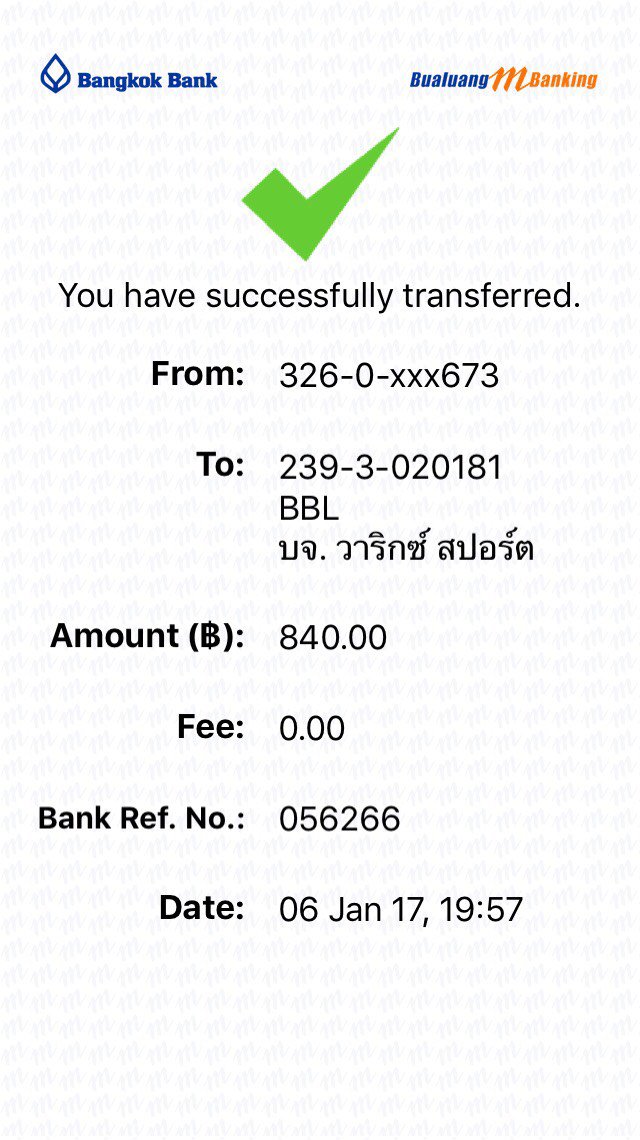 Bangkok Bank
Bualuang mBanking
You have successfully transferred.
From: 326-0-xxx673
To: 239-3-020181
BBL
บจ. วาริกซ์ สปอร์ต
Amount (฿): 840.00
Fee: 0.00
Bank Ref. No.: 056266
Date: 06 Jan 17, 19:57